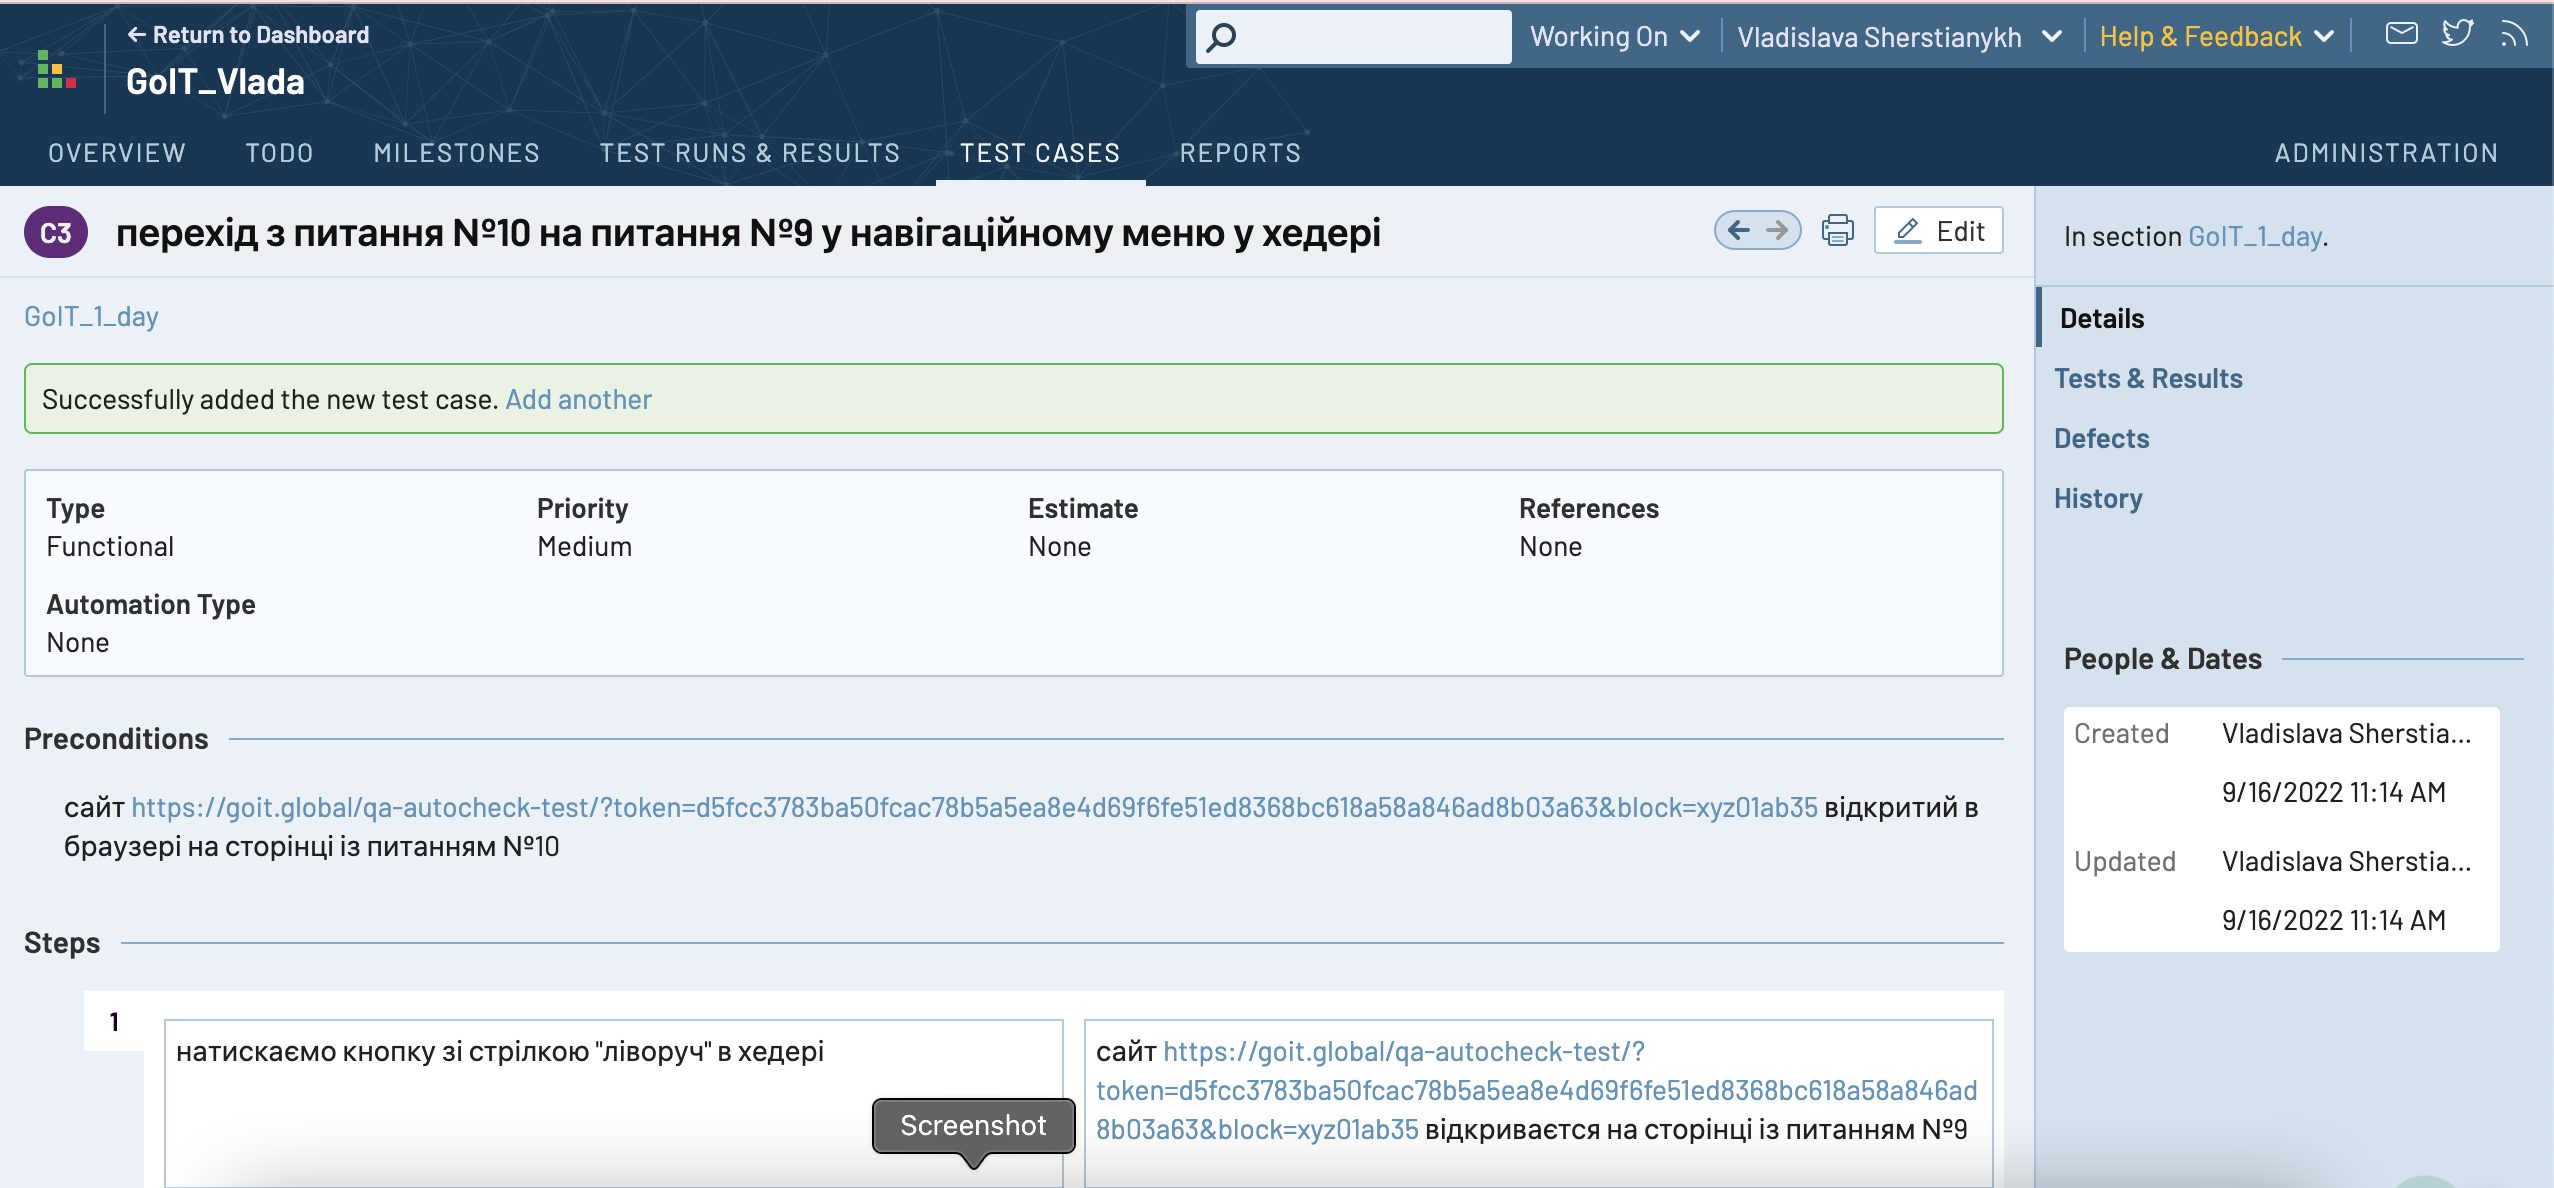 ← Return to Dashboard
GoIT_Vlada
Working On
Vladislava Sherstianykh
Help & Feedback
OVERVIEW
TODO
MILESTONES
TEST RUNS & RESULTS
TEST CASES
REPORTS
ADMINISTRATION
C3
перехід з питання №10 на питання №9 у навігаційному меню у хедері
Edit
In section GoIT_1_day.
GoIT_1_day
Details
Successfully added the new test case. Add another
Tests & Results
Defects
History
Type
Functional
Priority
Medium
Estimate
None
References
None
Automation Type
None
People & Dates
Created
Vladislava Sherstia...
9/16/2022 11:14 AM
Updated
Vladislava Sherstia...
9/16/2022 11:14 AM
Preconditions
сайт https://goit.global/qa-autocheck-test/?token=d5fcc3783ba50fcac78b5a5ea8e4d69f6fe51ed8368bc618a58a846ad8b03a63&block=xyz01ab35 відкритий в
браузері на сторінці із питанням №10
Steps
1
натискаємо кнопку зі стрілкою "ліворуч" в хедері
сайт https://goit.global/qa-autocheck-test/?
token=d5fcc3783ba50fcac78b5a5ea8e4d69f6fe51ed8368bc618a58a846ad
8b03a63&block=xyz01ab35 відкриваєтся на сторінці із питанням №9
Screenshot